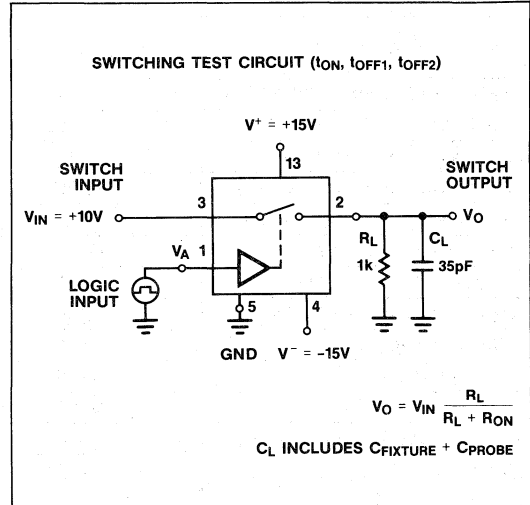 SWITCHING TEST CIRCUIT (tON, tOFF1, tOFF2)
V+ = +15V
13
SWITCH INPUT
SWITCH OUTPUT
3
2
VIN = +10V
VO
VA
1
RL
1k
CL
35pF
LOGIC INPUT
5
4
GND
V− = −15V
VO = VIN RL / RL + RON
CL INCLUDES CFIXTURE + CPROBE